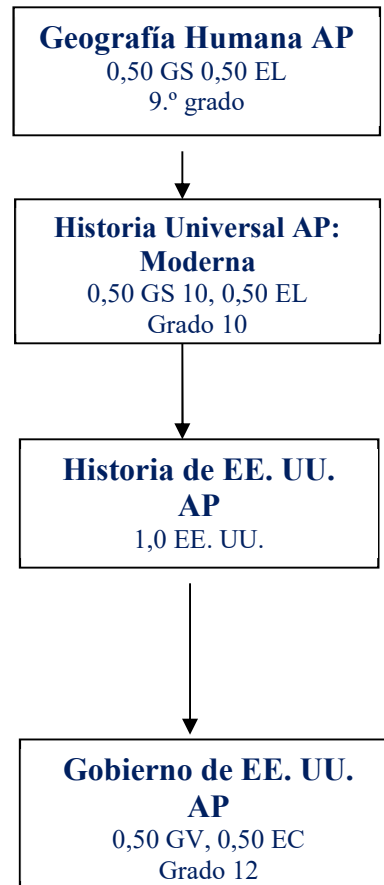 Geografía Humana AP
0,50 GS 0,50 EL
9.º grado
Historia Universal AP:
Moderna
0,50 GS 10, 0,50 EL
Grado 10
Historia de EE. UU.
AP
1,0 EE. UU.
Gobierno de EE. UU.
AP
0,50 GV, 0,50 EC
Grado 12